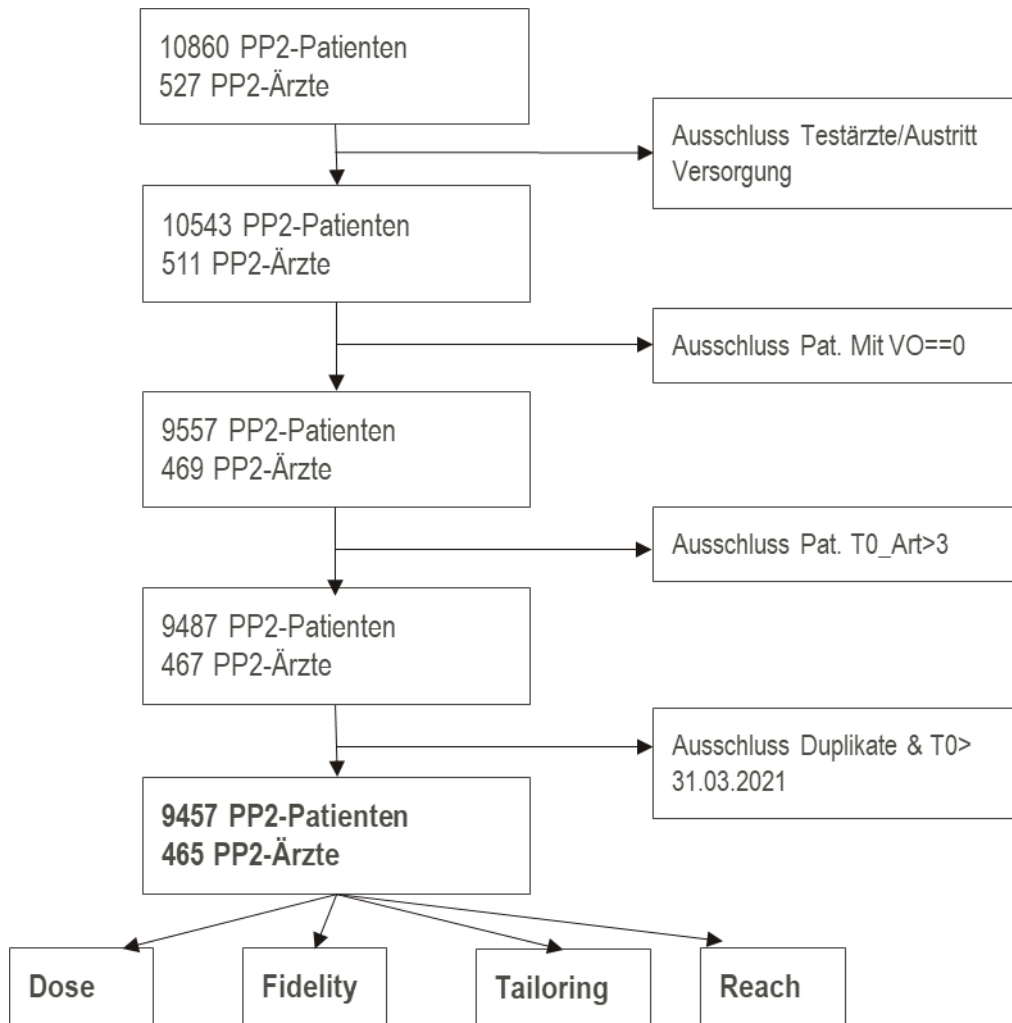 10860 PP2-Patienten
527 PP2-Ärzte
Ausschluss Testärzte/Austritt
Versorgung
10543 PP2-Patienten
511 PP2-Ärzte
Ausschluss Pat. Mit VO==0
9557 PP2-Patienten
469 PP2-Ärzte
Ausschluss Pat. T0_Art>3
9487 PP2-Patienten
467 PP2-Ärzte
Ausschluss Duplikate & T0>
31.03.2021
9457 PP2-Patienten
465 PP2-Ärzte
Dose
Fidelity
Tailoring
Reach